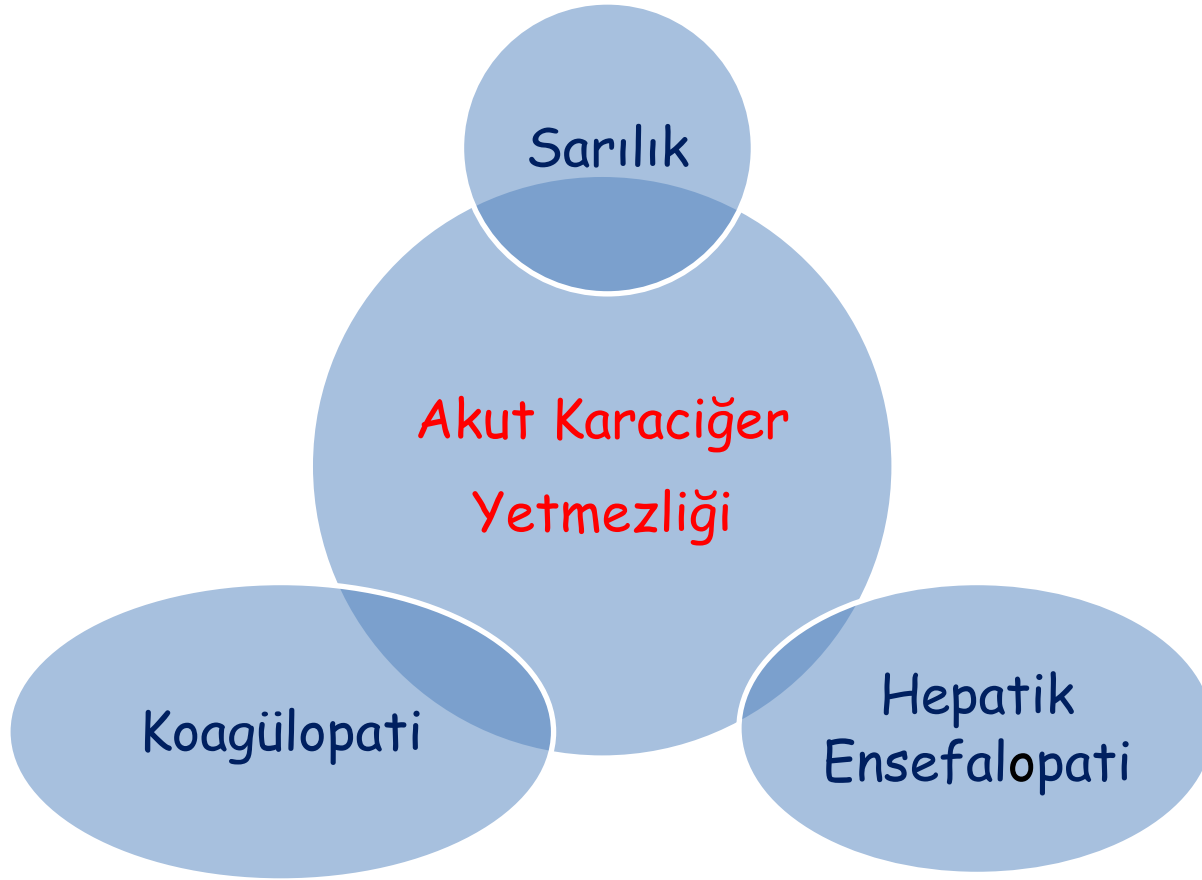 Sarılık
Akut Karaciğer
Yetmezliği
Koagülopati
Hepatik
Ensefalopati